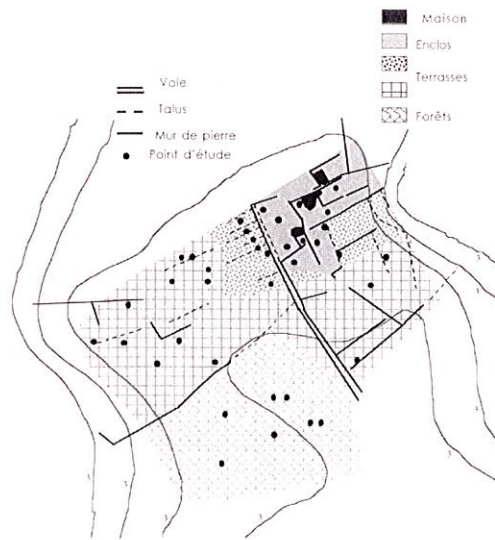 Maison
Enclos
Terrasses
Forêts
Voie
Talus
Mur de pierre
Point d'étude